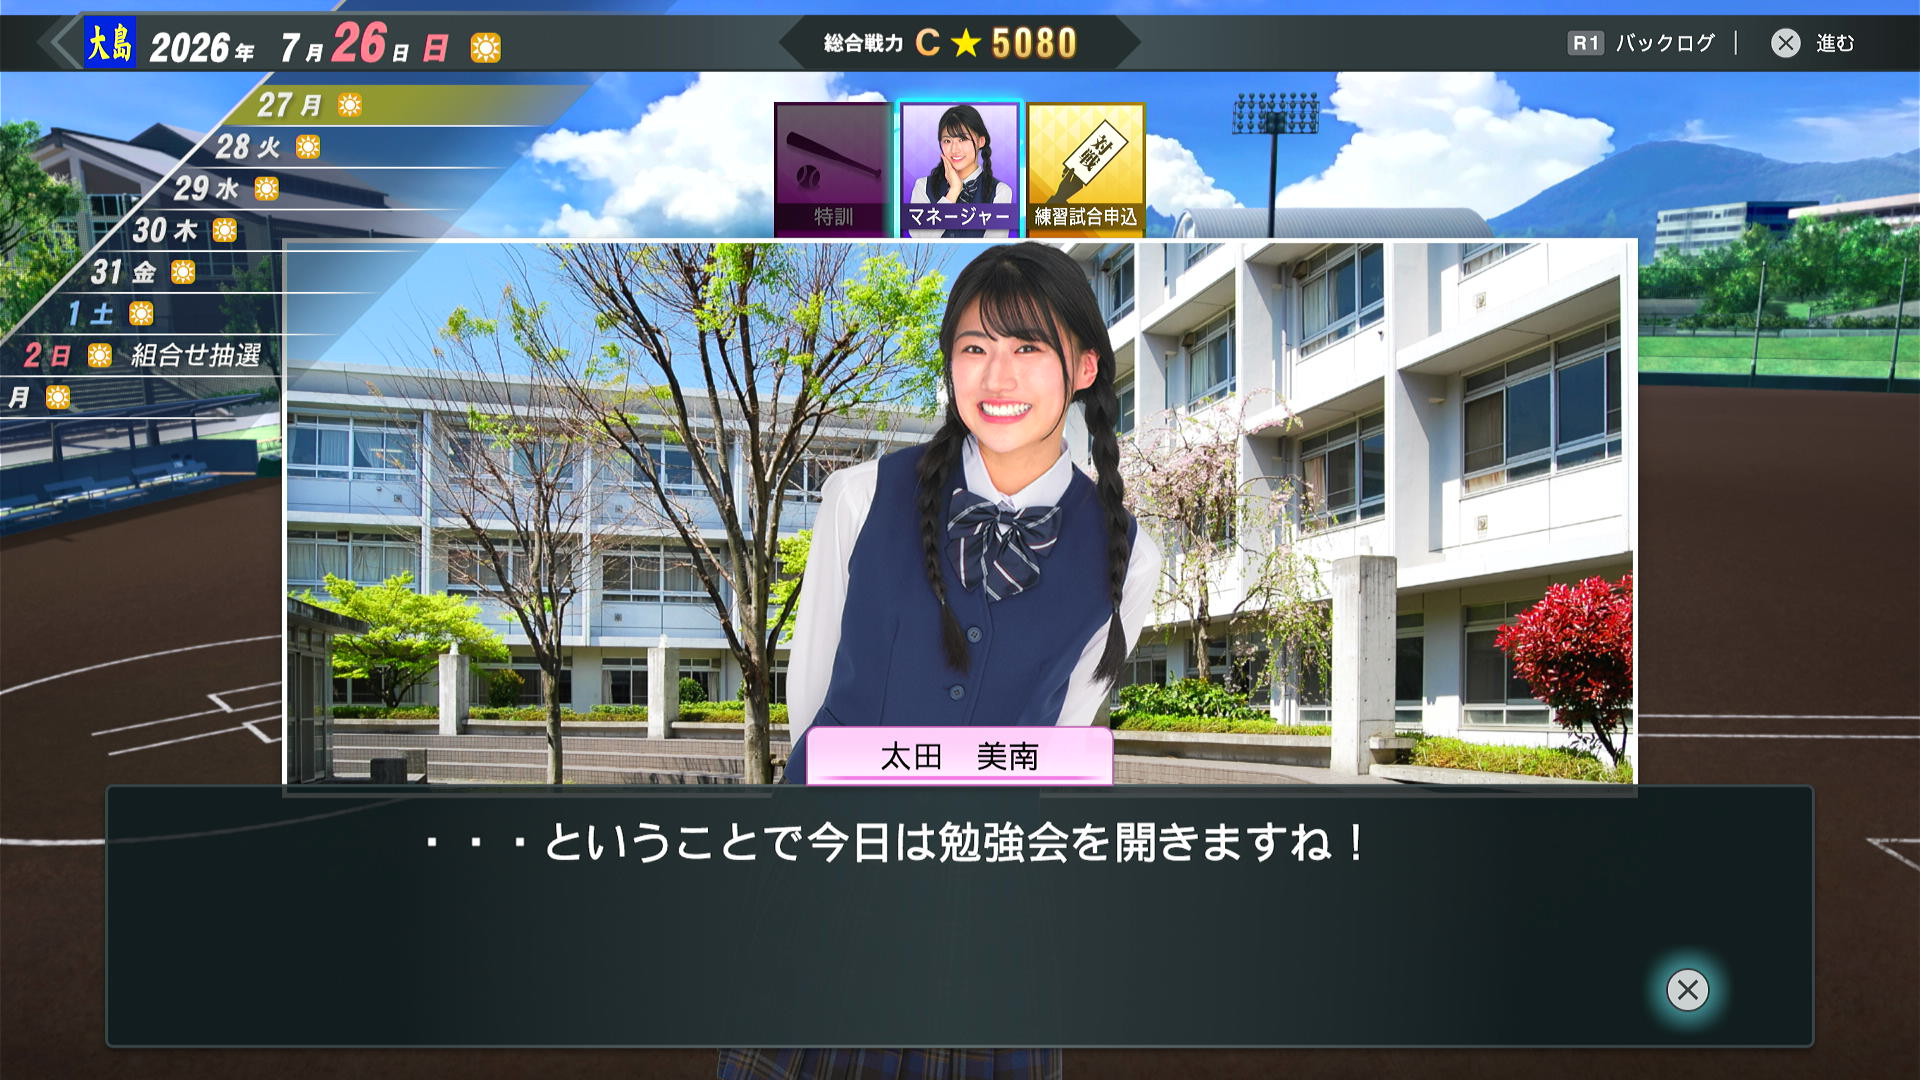 大島 2026年 7月26日 日
総合戦力 C ★ 5080
R1 バックログ
進む
27 月
28 火
29 水
30 木
31 金
1 土
2 日 組合せ抽選
月
特訓
マネージャー
対戦
練習試合申込
太田 美南
・・・ということで今日は勉強会を開きますね！